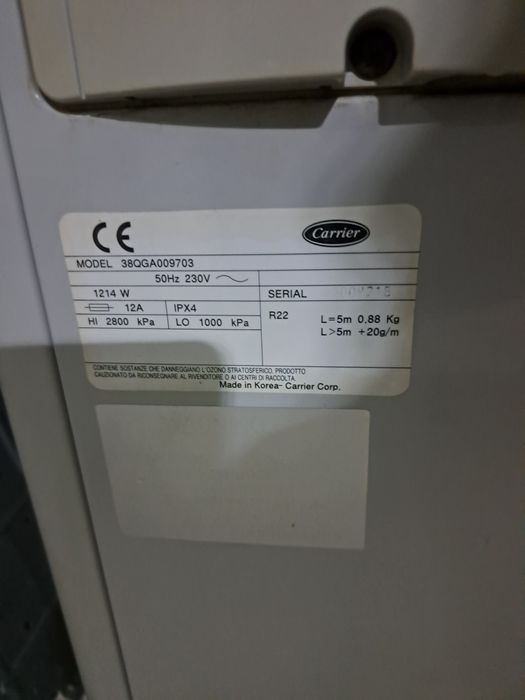 CE
Carrier
MODEL 38QGA009703
50Hz 230V
1214 W
SERIAL
12A IPX4
R22 L=5m 0,88 Kg
HI 2800 kPa LO 1000 kPa
L>5m +20g/m
CONTIENE SOSTANZE CHE DANNEGGIANO L'OZONO STRATOSFERICO. PRODOTTO
CAUZIONATO DA RICONSEGNARE AL RIVENDITORE O AI CENTRI DI RACCOLTA.
Made in Korea- Carrier Corp.